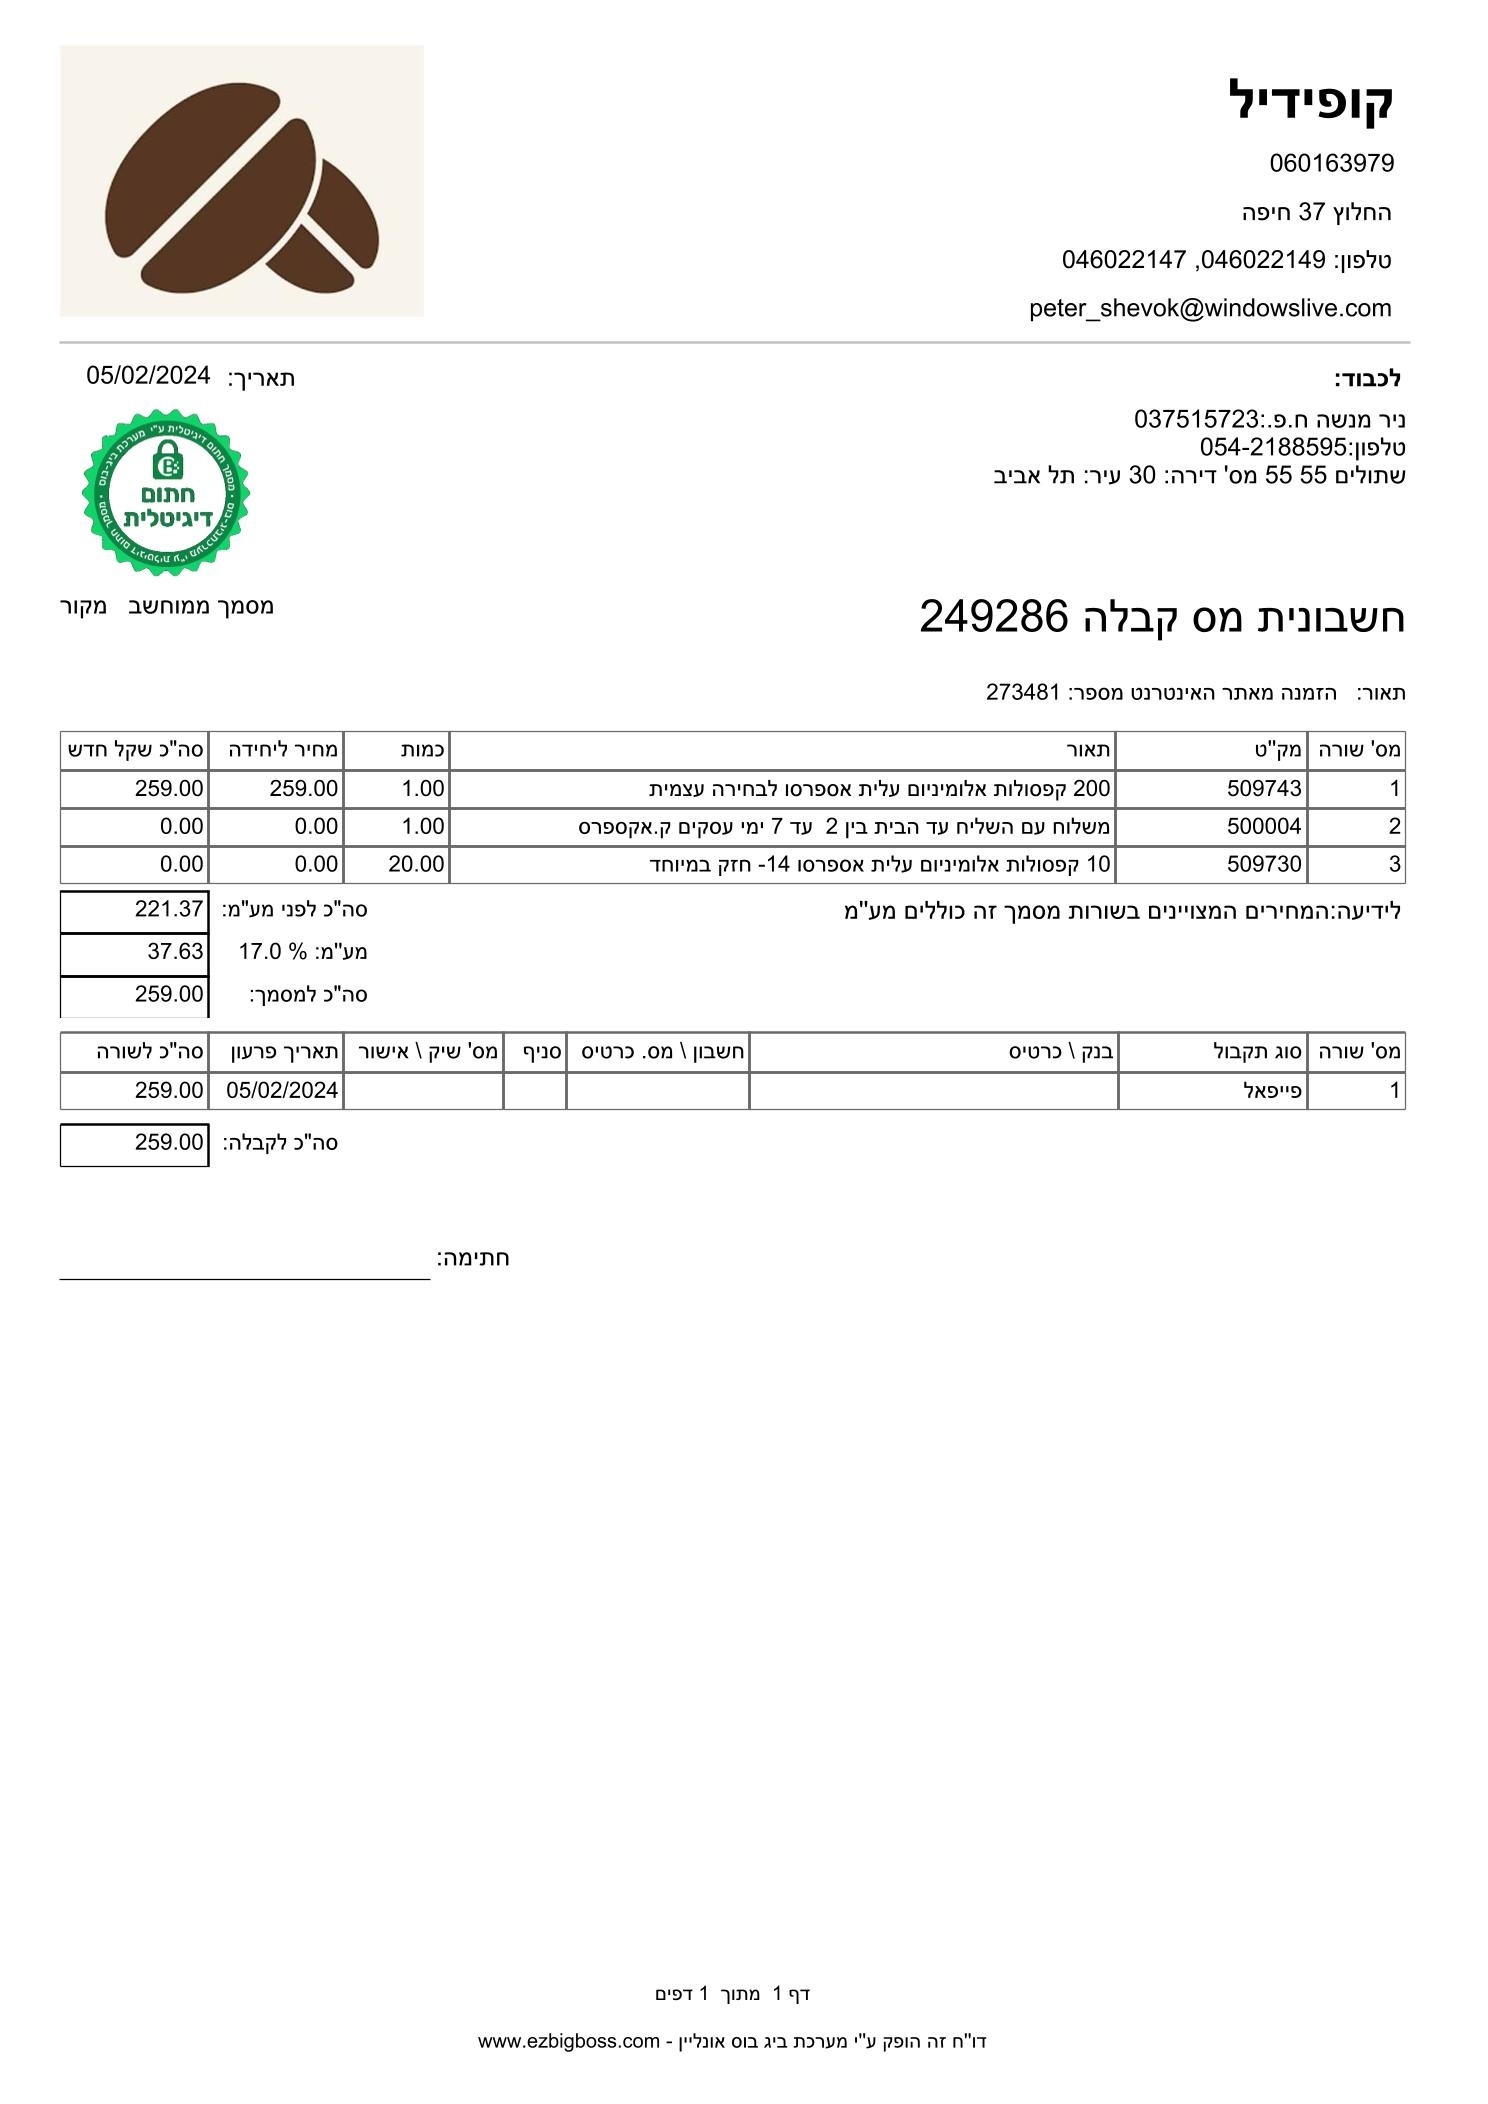 קופידיל
060163979
החלוץ 37 חיפה
טלפון: 046022149, 046022147
peter_shevok@windowslive.com
תאריך: 05/02/2024
לכבוד:
ניר מנשה ח.פ.:037515723
טלפון:054-2188595
שתולים 55 55 מס' דירה: 30 עיר: תל אביב
חתום
דיגיטלית
חשבונית מס קבלה 249286
מסמך ממוחשב מקור
תאור: הזמנה מאתר האינטרנט מספר: 273481
מס' שורה מק"ט תאור כמות מחיר ליחידה סה"כ שקל חדש
1 509743 200 קפסולות אלומיניום עלית אספרסו לבחירה עצמית 1.00 259.00 259.00
2 500004 משלוח עם השליח עד הבית בין 2 עד 7 ימי עסקים ק.אקספרס 1.00 0.00 0.00
3 509730 10 קפסולות אלומיניום עלית אספרסו 14- חזק במיוחד 20.00 0.00 0.00
לידיעה:המחירים המצויינים בשורות מסמך זה כוללים מע"מ
סה"כ לפני מע"מ: 221.37
מע"מ: % 17.0 37.63
סה"כ למסמך: 259.00
מס' שורה סוג תקבול בנק \ כרטיס חשבון \ מס. כרטיס סניף מס' שיק \ אישור תאריך פרעון סה"כ לשורה
1 פייפאל 05/02/2024 259.00
סה"כ לקבלה: 259.00
חתימה:
דף 1 מתוך 1 דפים
דו"ח זה הופק ע"י מערכת ביג בוס אונליין - www.ezbigboss.com